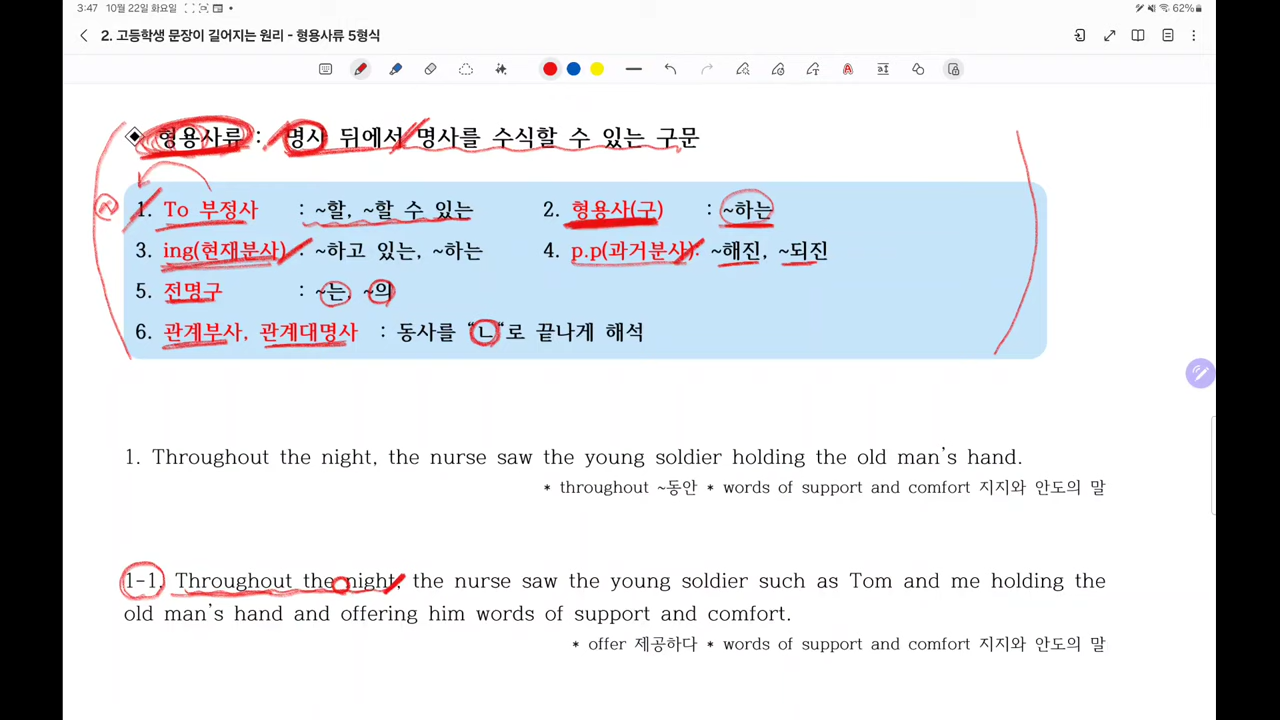 3:47 10월 22일 화요일 62%
2. 고등학생 문장이 길어지는 원리 - 형용사류 5형식
◈ 형용사류 : 명사 뒤에서 명사를 수식할 수 있는 구문
1. To 부정사 : ~할, ~할 수 있는 2. 형용사(구) : ~하는
3. ing(현재분사) : ~하고 있는, ~하는 4. p.p(과거분사): ~해진, ~되진
5. 전명구 : ~는, ~의
6. 관계부사, 관계대명사 : 동사를 “ㄴ“로 끝나게 해석
1. Throughout the night, the nurse saw the young soldier holding the old man's hand.
* throughout ~동안 * words of support and comfort 지지와 안도의 말
1-1. Throughout the night, the nurse saw the young soldier such as Tom and me holding the
old man's hand and offering him words of support and comfort.
* offer 제공하다 * words of support and comfort 지지와 안도의 말